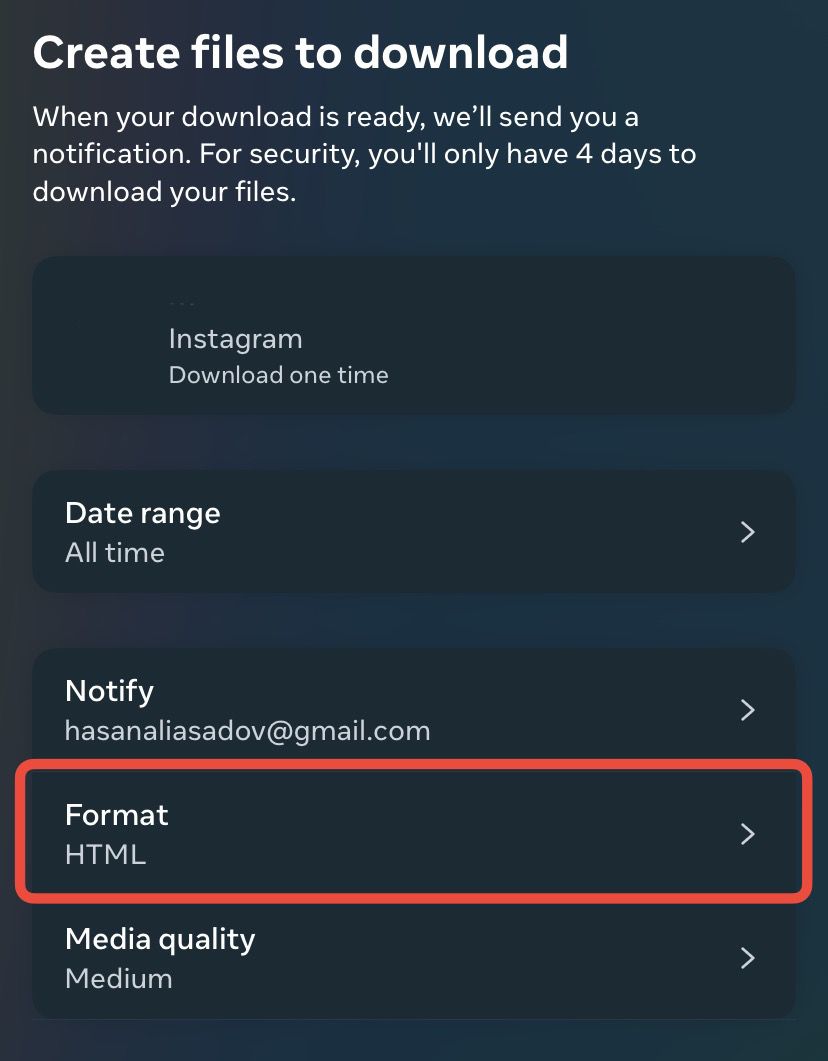 Create files to download
When your download is ready, we’ll send you a
notification. For security, you'll only have 4 days to
download your files.
Instagram
Download one time
Date range
All time
Notify
hasanaliasadov@gmail.com
Format
HTML
Media quality
Medium